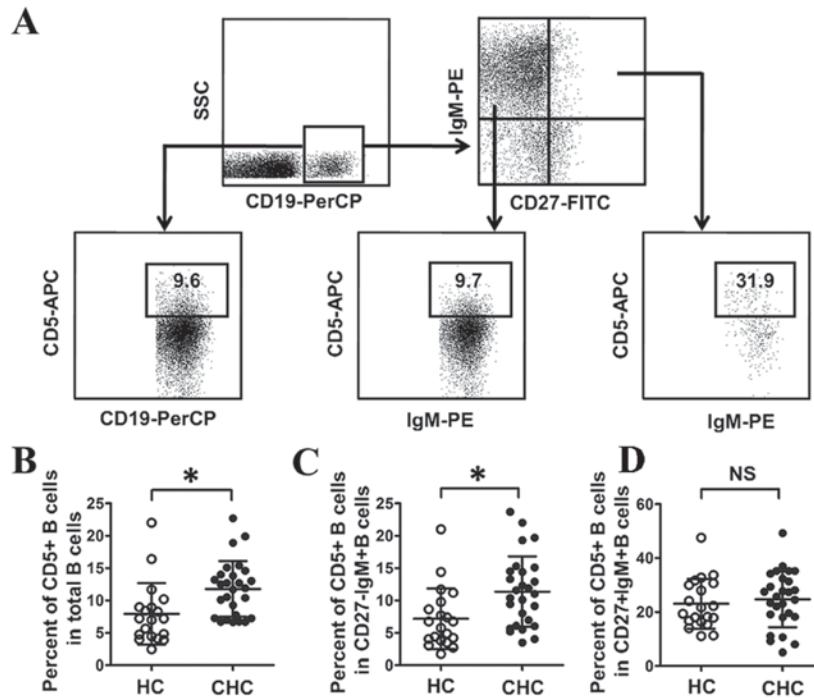 A
SSC
CD19-PerCP
IgM-PE
CD27-FITC
CD5-APC
9.6
CD19-PerCP
CD5-APC
9.7
IgM-PE
CD5-APC
31.9
IgM-PE
B
Percent of CD5+ B cells
in total B cells
25
20
15
10
5
0
*
HC
CHC
C
Percent of CD5+ B cells
in CD27-IgM+B cells
25
20
15
10
5
0
*
HC
CHC
D
Percent of CD5+ B cells
in CD27+IgM+B cells
60
40
20
0
NS
HC
CHC